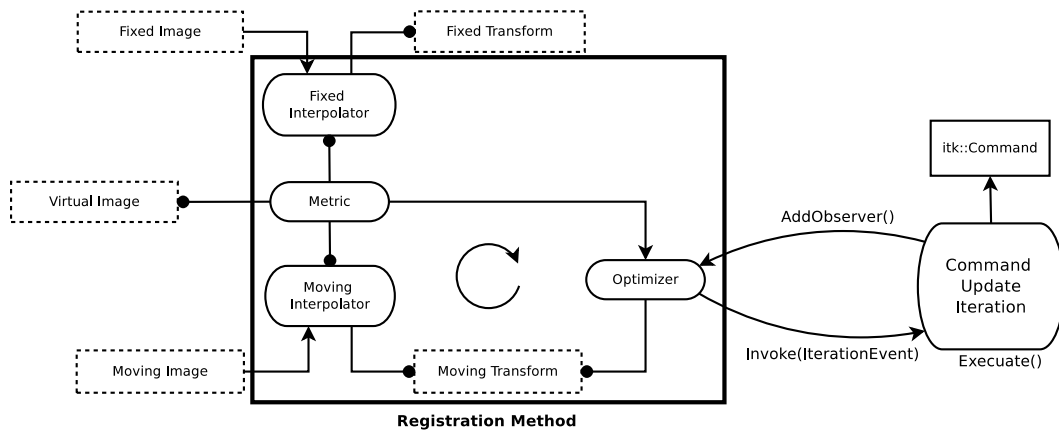 Fixed Image
Fixed Transform
Fixed
Interpolator
itk::Command
Virtual Image
Metric
AddObserver()
Moving
Interpolator
Optimizer
Command
Update
Iteration
Invoke(IterationEvent)
Execuate()
Moving Image
Moving Transform
Registration Method